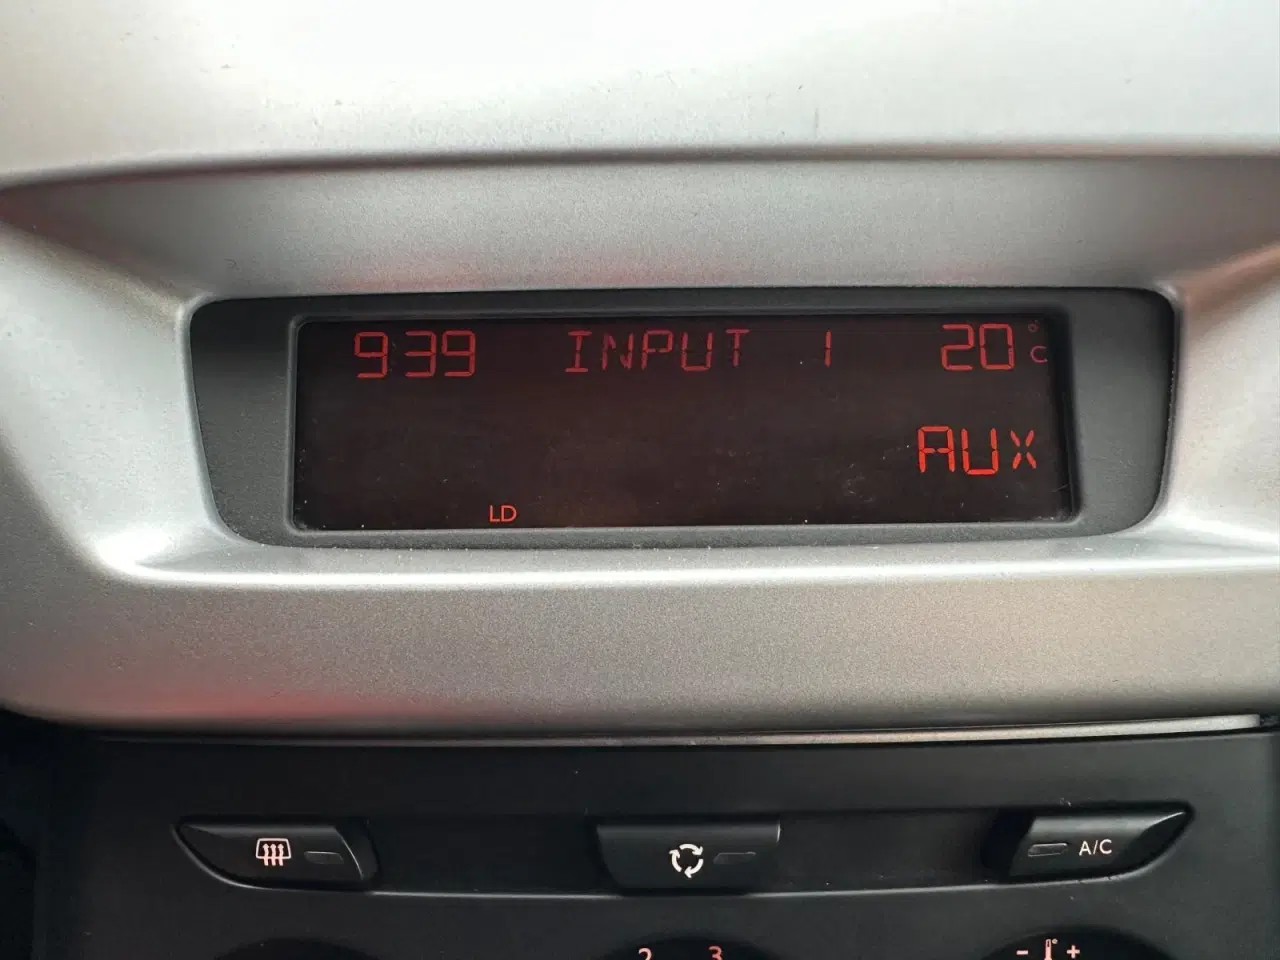 9:39 INPUT 1 20°C
AUX
LD
A/C
2 3
- +